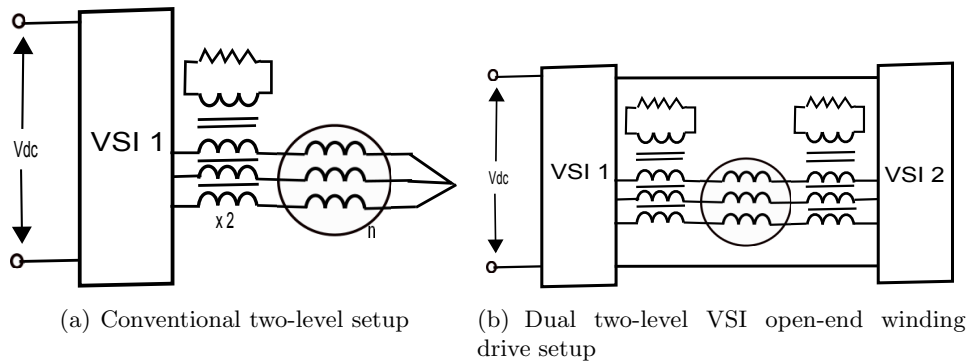 Vdc
VSI 1
x 2
n
(a) Conventional two-level setup
Vdc
VSI 1
VSI 2
(b) Dual two-level VSI open-end winding
drive setup